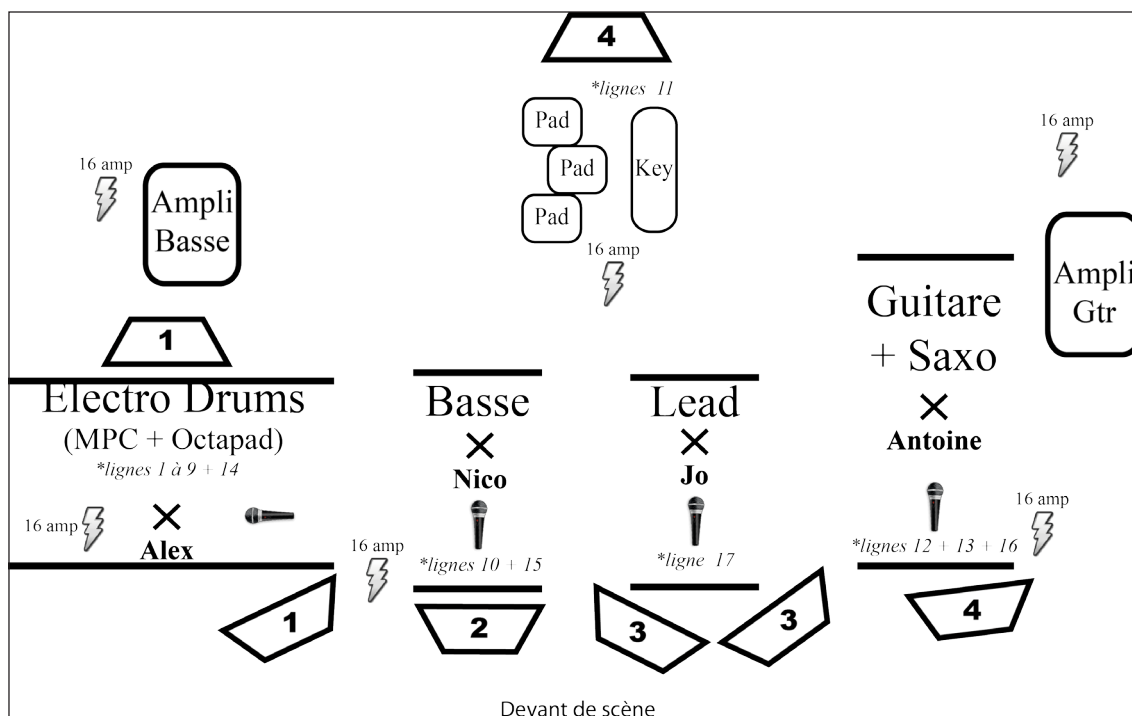 4
*lignes 11
Pad
Pad
Pad
Key
16 amp
16 amp
16 amp
Ampli
Basse
Ampli
Gtr
1
Electro Drums
(MPC + Octapad)
*lignes 1 à 9 + 14
16 amp
Alex
Basse
Nico
*lignes 10 + 15
16 amp
Lead
Jo
*ligne 17
Guitare
+ Saxo
Antoine
*lignes 12 + 13 + 16
16 amp
1
2
3
3
4
Devant de scène